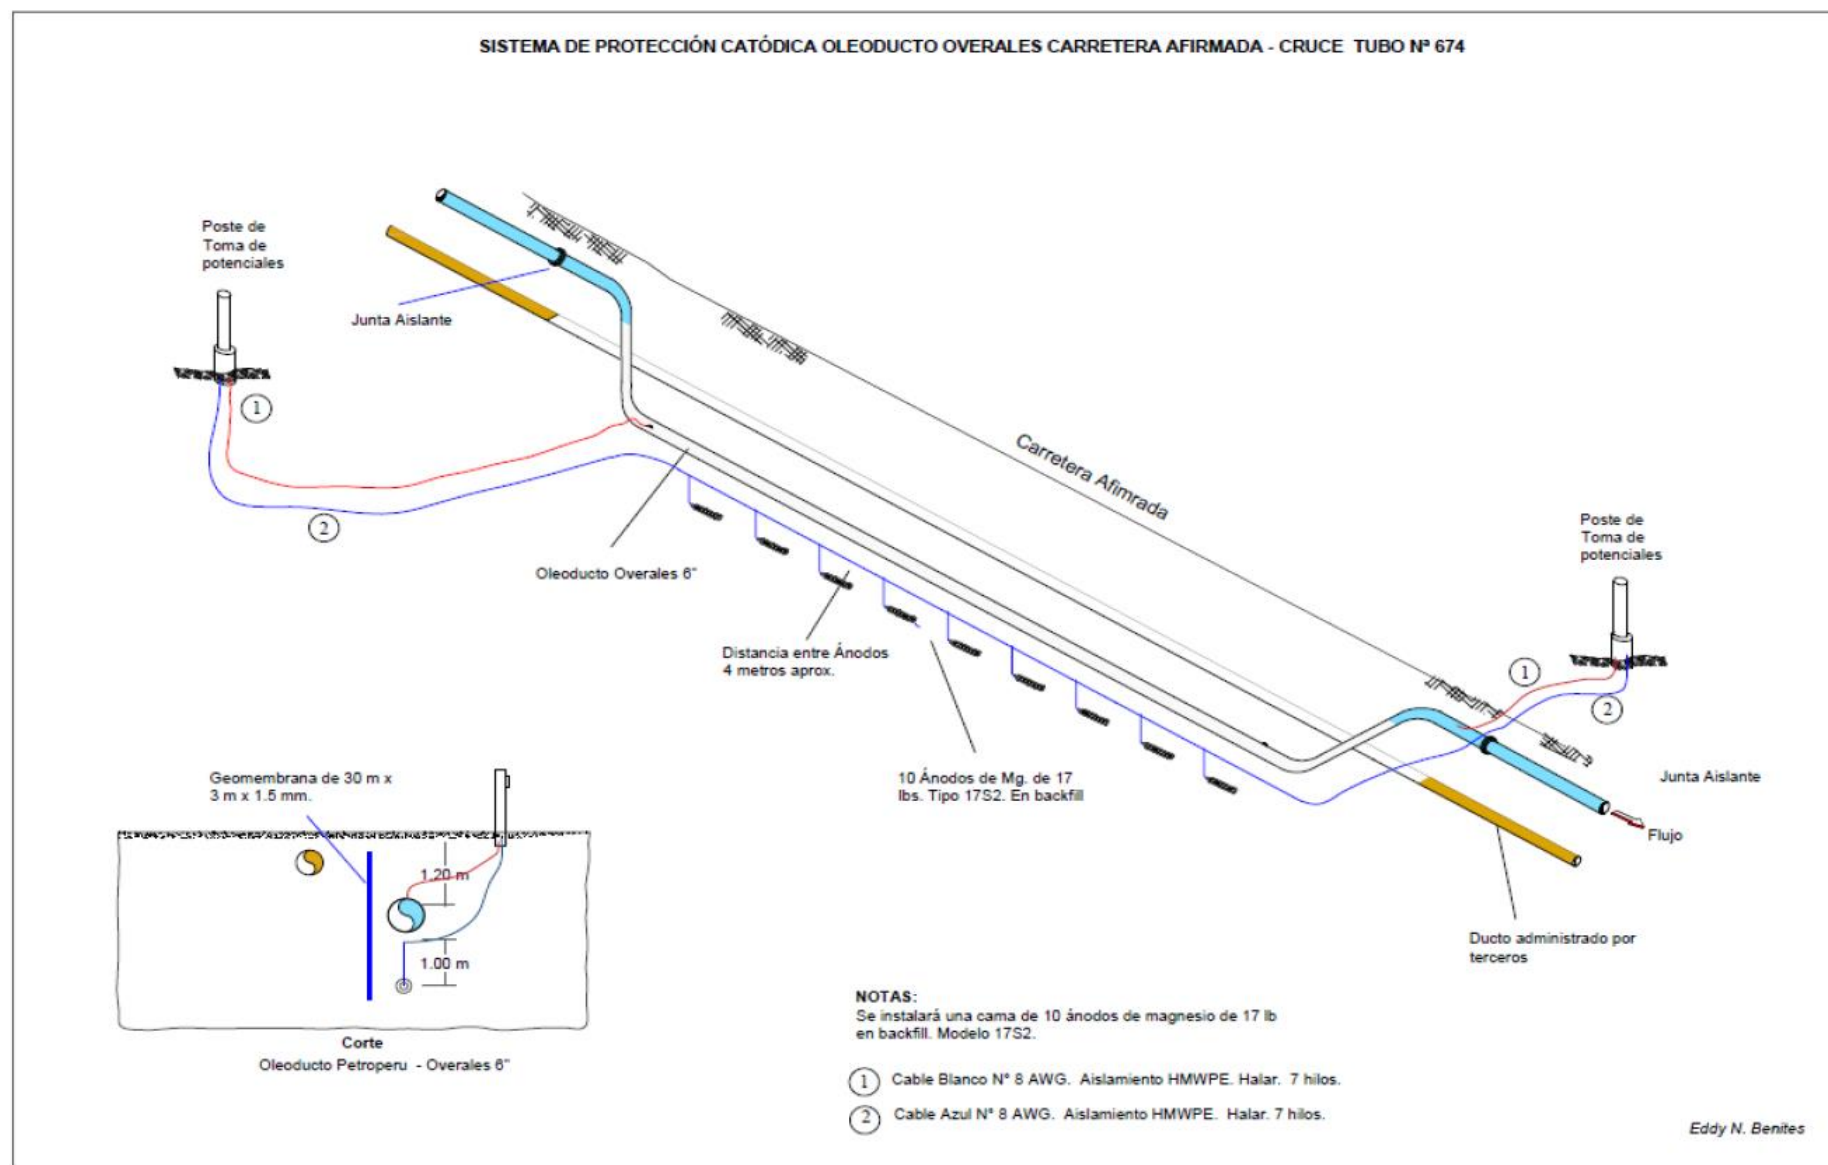 SISTEMA DE PROTECCIÓN CATÓDICA OLEODUCTO OVERALES CARRETERA AFIRMADA - CRUCE TUBO Nª 674
Poste de
Toma de
potenciales
Junta Aislante
1
2
Oleoducto Overales 6"
Carretera Afimrada
Distancia entre Ánodos
4 metros aprox.
10 Ánodos de Mg. de 17
lbs. Tipo 17S2. En backfill
Poste de
Toma de
potenciales
1
2
Junta Aislante
Flujo
Ducto administrado por
terceros
Geomembrana de 30 m x
3 m x 1.5 mm.
1.20 m
1.00 m
Corte
Oleoducto Petroperu - Overales 6"
NOTAS:
Se instalará una cama de 10 ánodos de magnesio de 17 lb
en backfill. Modelo 17S2.
1 Cable Blanco N° 8 AWG. Aislamiento HMWPE. Halar. 7 hilos.
2 Cable Azul N° 8 AWG. Aislamiento HMWPE. Halar. 7 hilos.
Eddy N. Benites